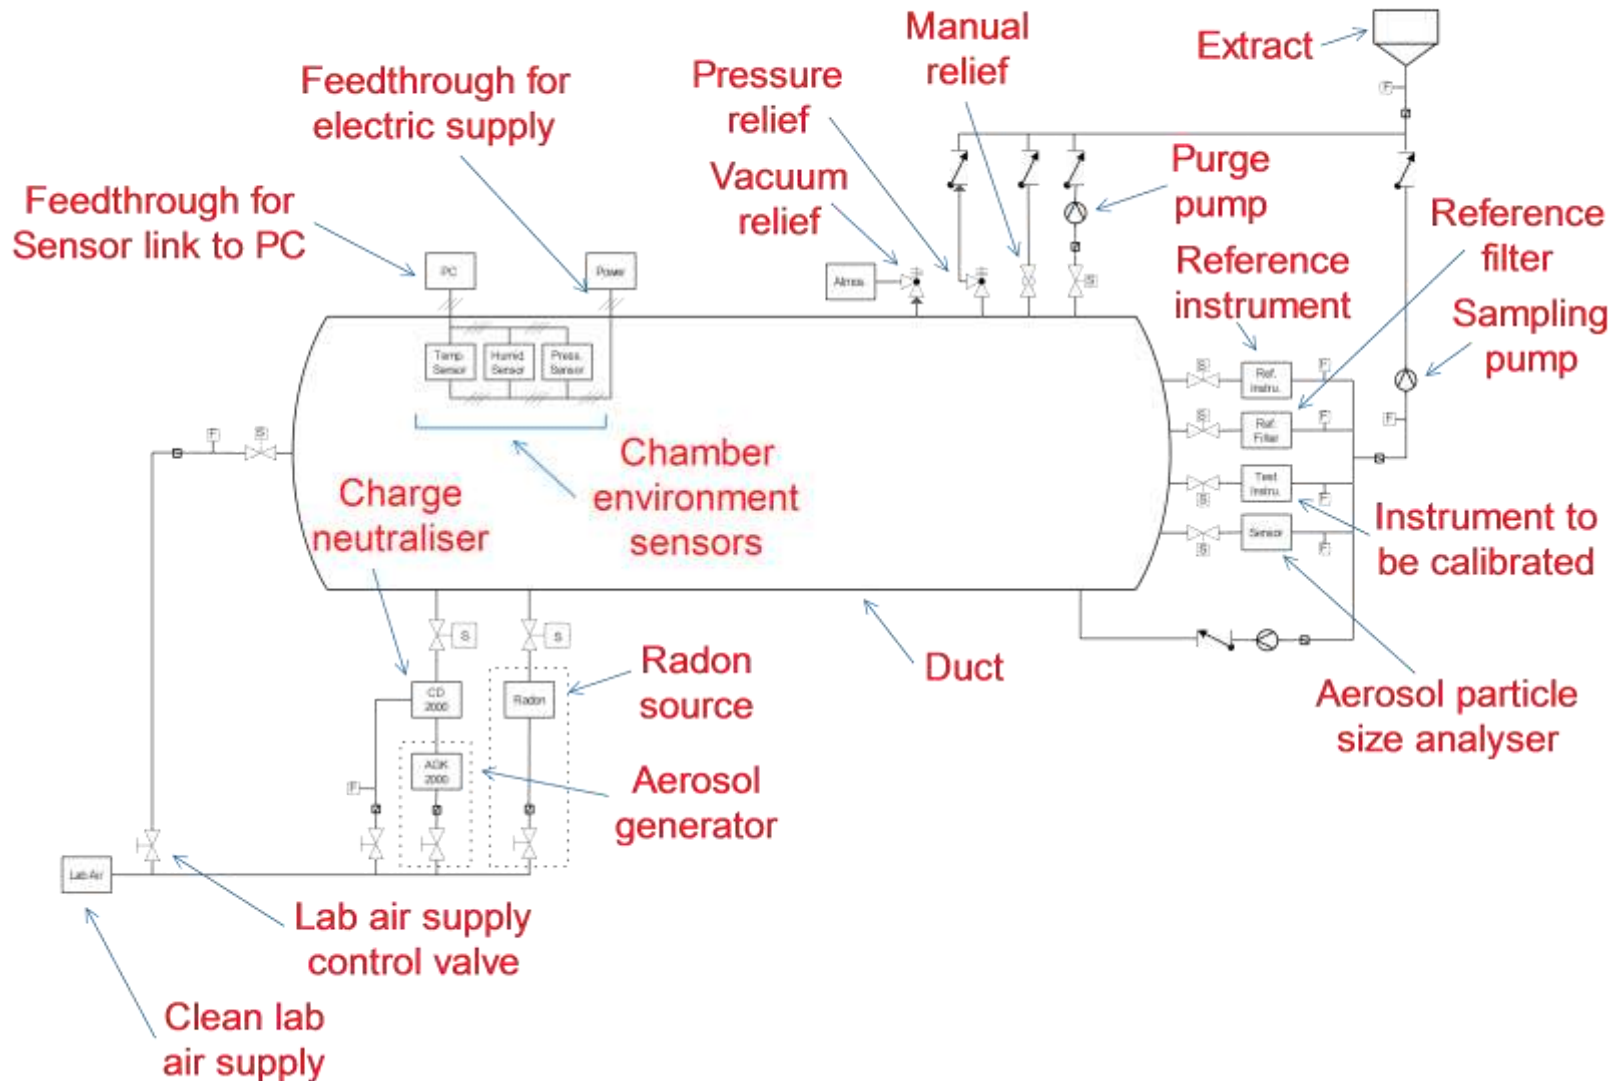 Manual
relief
Extract
Pressure
relief
Feedthrough for
electric supply
Vacuum
relief
Purge
pump
Feedthrough for
Sensor link to PC
Reference
filter
Reference
instrument
Sampling
pump
PC
Power
Atmos
S
Temp.
Sensor
Humid.
Sensor
Press.
Sensor
F
F
S
Ref.
Instru.
F
S
Ref.
Filter
F
F
S
Test
Instru.
F
S
Sensor
F
F
S
Chamber
environment
sensors
Charge
neutraliser
Instrument to
be calibrated
S
S
Radon
source
Duct
CD
2000
Radon
Aerosol particle
size analyser
AGK
2000
F
Aerosol
generator
Lab Air
Lab air supply
control valve
Clean lab
air supply